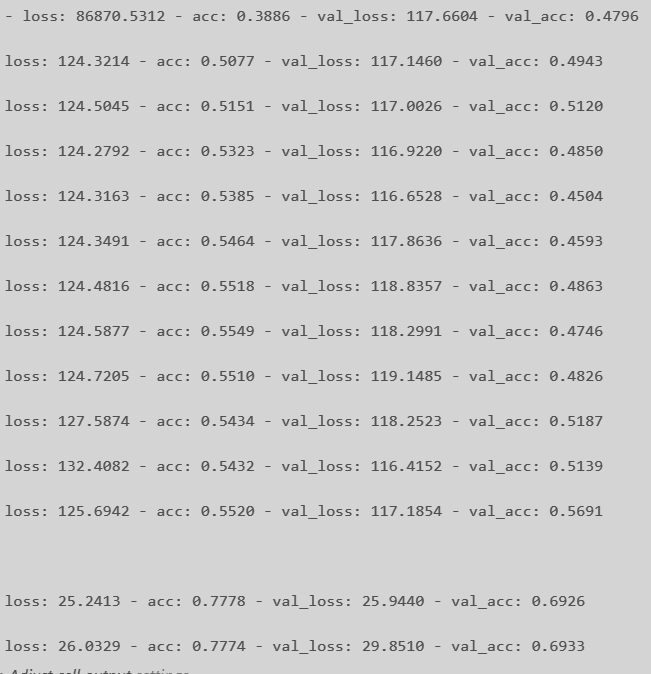 - loss: 86870.5312 - acc: 0.3886 - val_loss: 117.6604 - val_acc: 0.4796
loss: 124.3214 - acc: 0.5077 - val_loss: 117.1460 - val_acc: 0.4943
loss: 124.5045 - acc: 0.5151 - val_loss: 117.0026 - val_acc: 0.5120
loss: 124.2792 - acc: 0.5323 - val_loss: 116.9220 - val_acc: 0.4850
loss: 124.3163 - acc: 0.5385 - val_loss: 116.6528 - val_acc: 0.4504
loss: 124.3491 - acc: 0.5464 - val_loss: 117.8636 - val_acc: 0.4593
loss: 124.4816 - acc: 0.5518 - val_loss: 118.8357 - val_acc: 0.4863
loss: 124.5877 - acc: 0.5549 - val_loss: 118.2991 - val_acc: 0.4746
loss: 124.7205 - acc: 0.5510 - val_loss: 119.1485 - val_acc: 0.4826
loss: 127.5874 - acc: 0.5434 - val_loss: 118.2523 - val_acc: 0.5187
loss: 132.4082 - acc: 0.5432 - val_loss: 116.4152 - val_acc: 0.5139
loss: 125.6942 - acc: 0.5520 - val_loss: 117.1854 - val_acc: 0.5691
loss: 25.2413 - acc: 0.7778 - val_loss: 25.9440 - val_acc: 0.6926
loss: 26.0329 - acc: 0.7774 - val_loss: 29.8510 - val_acc: 0.6933
Adjust cell output settings